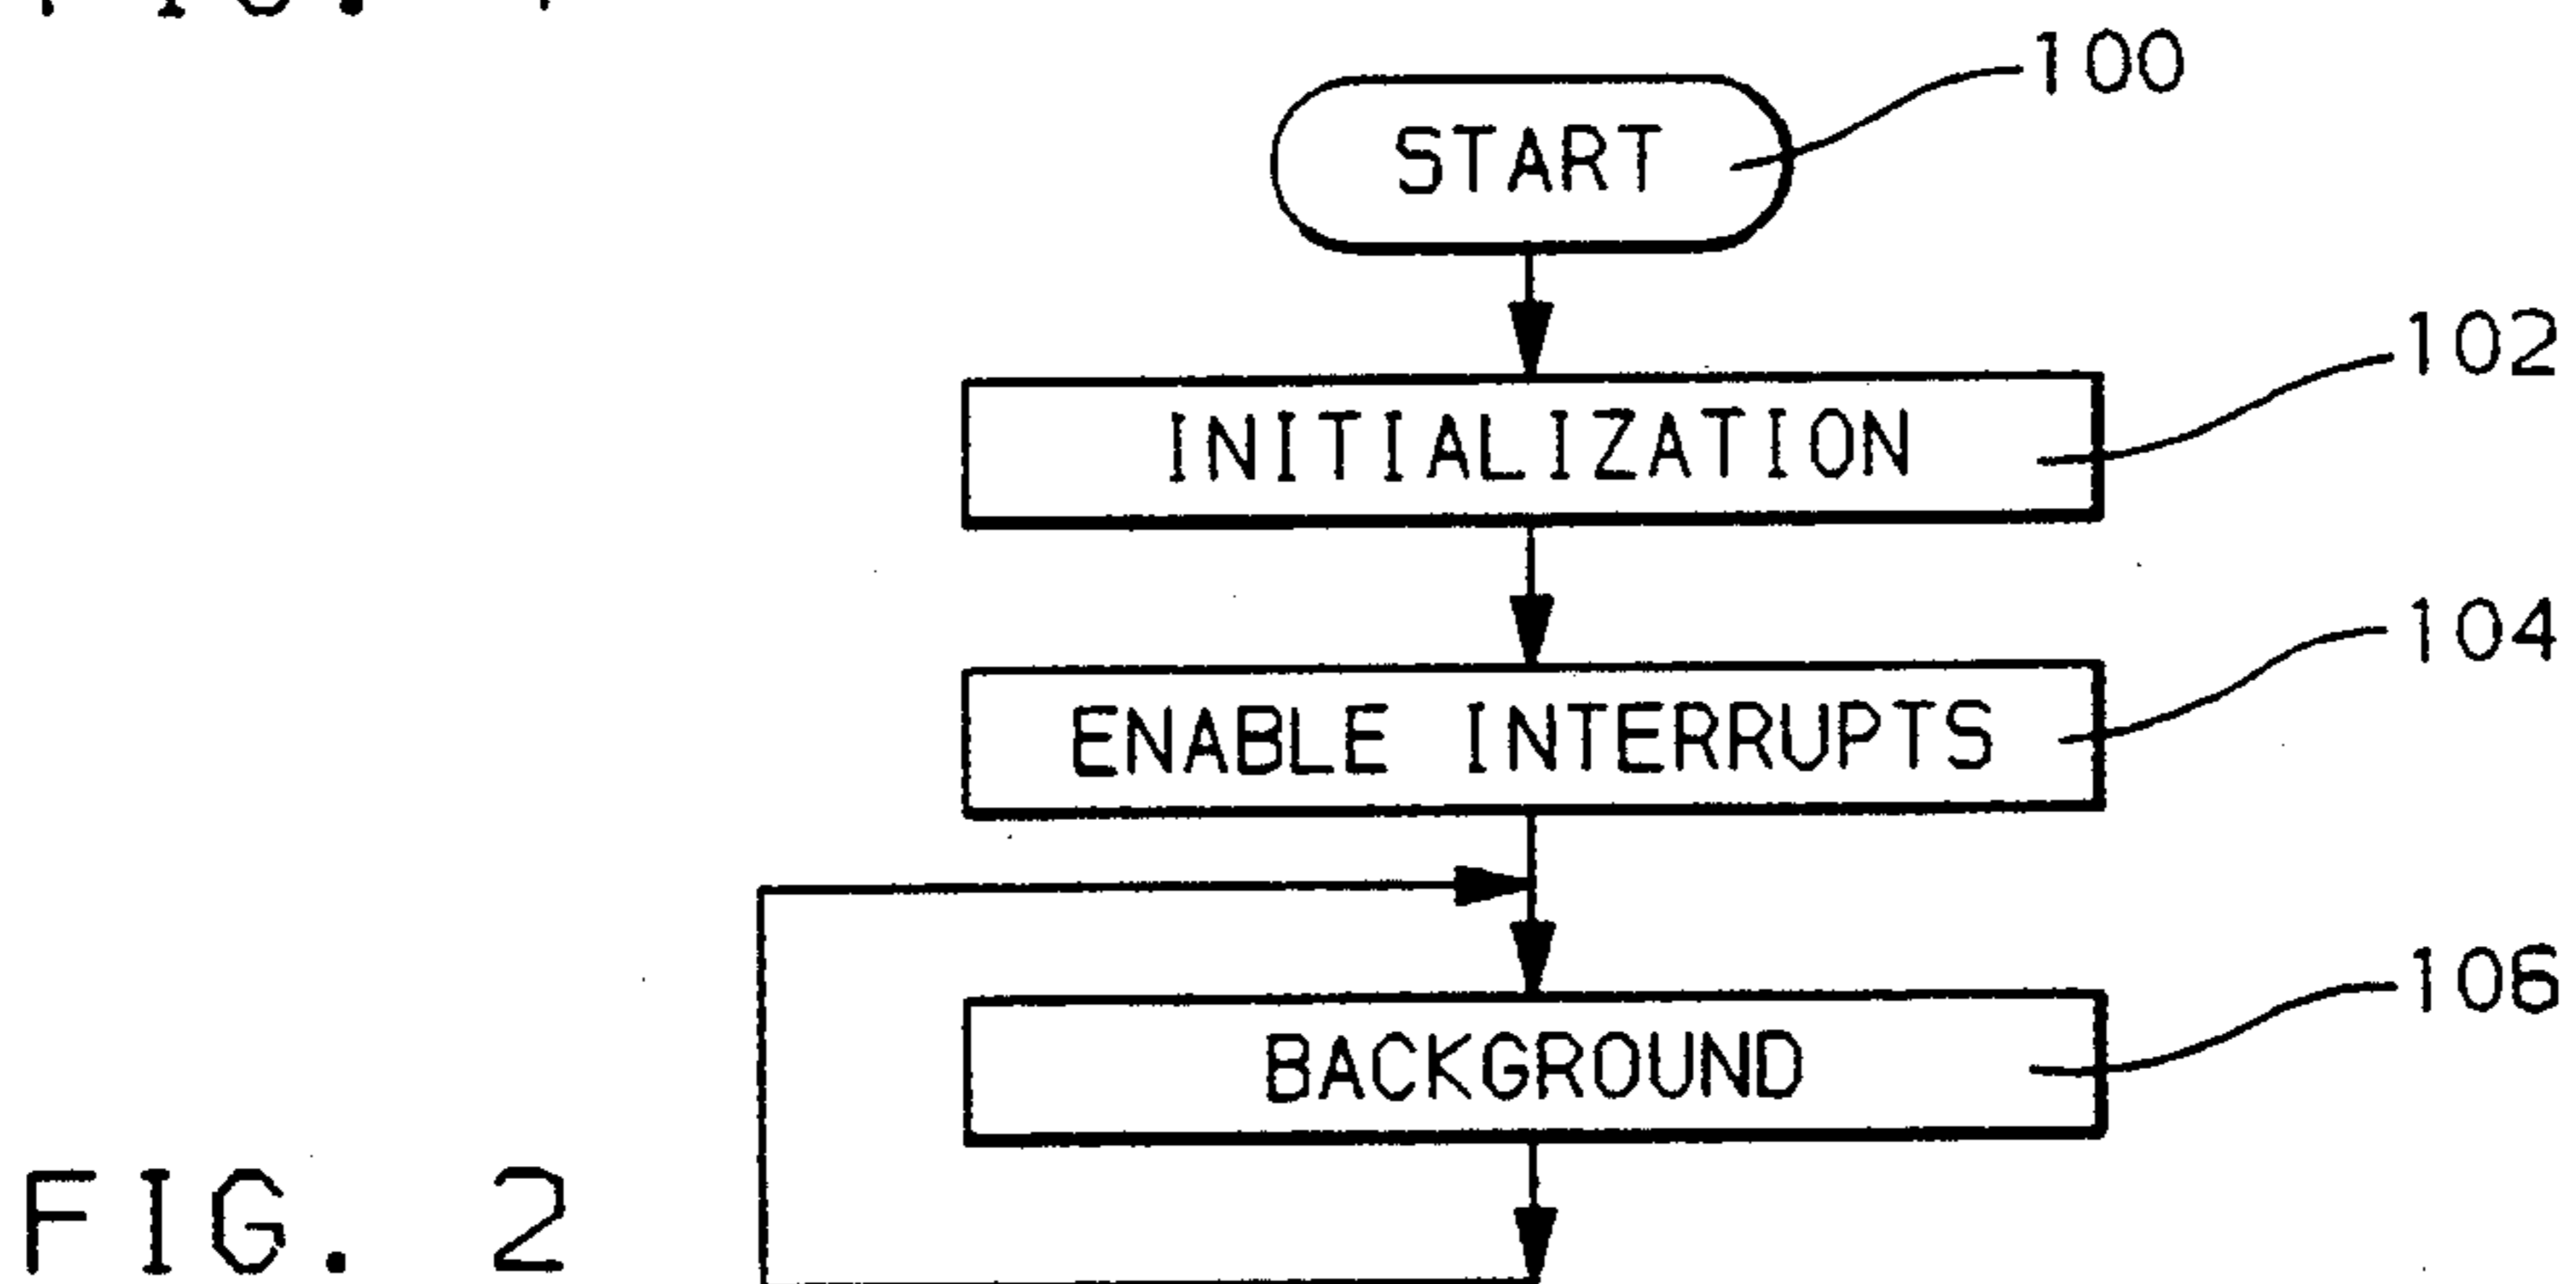 100
START
102
INITIALIZATION
104
ENABLE INTERRUPTS
106
BACKGROUND
FIG. 2